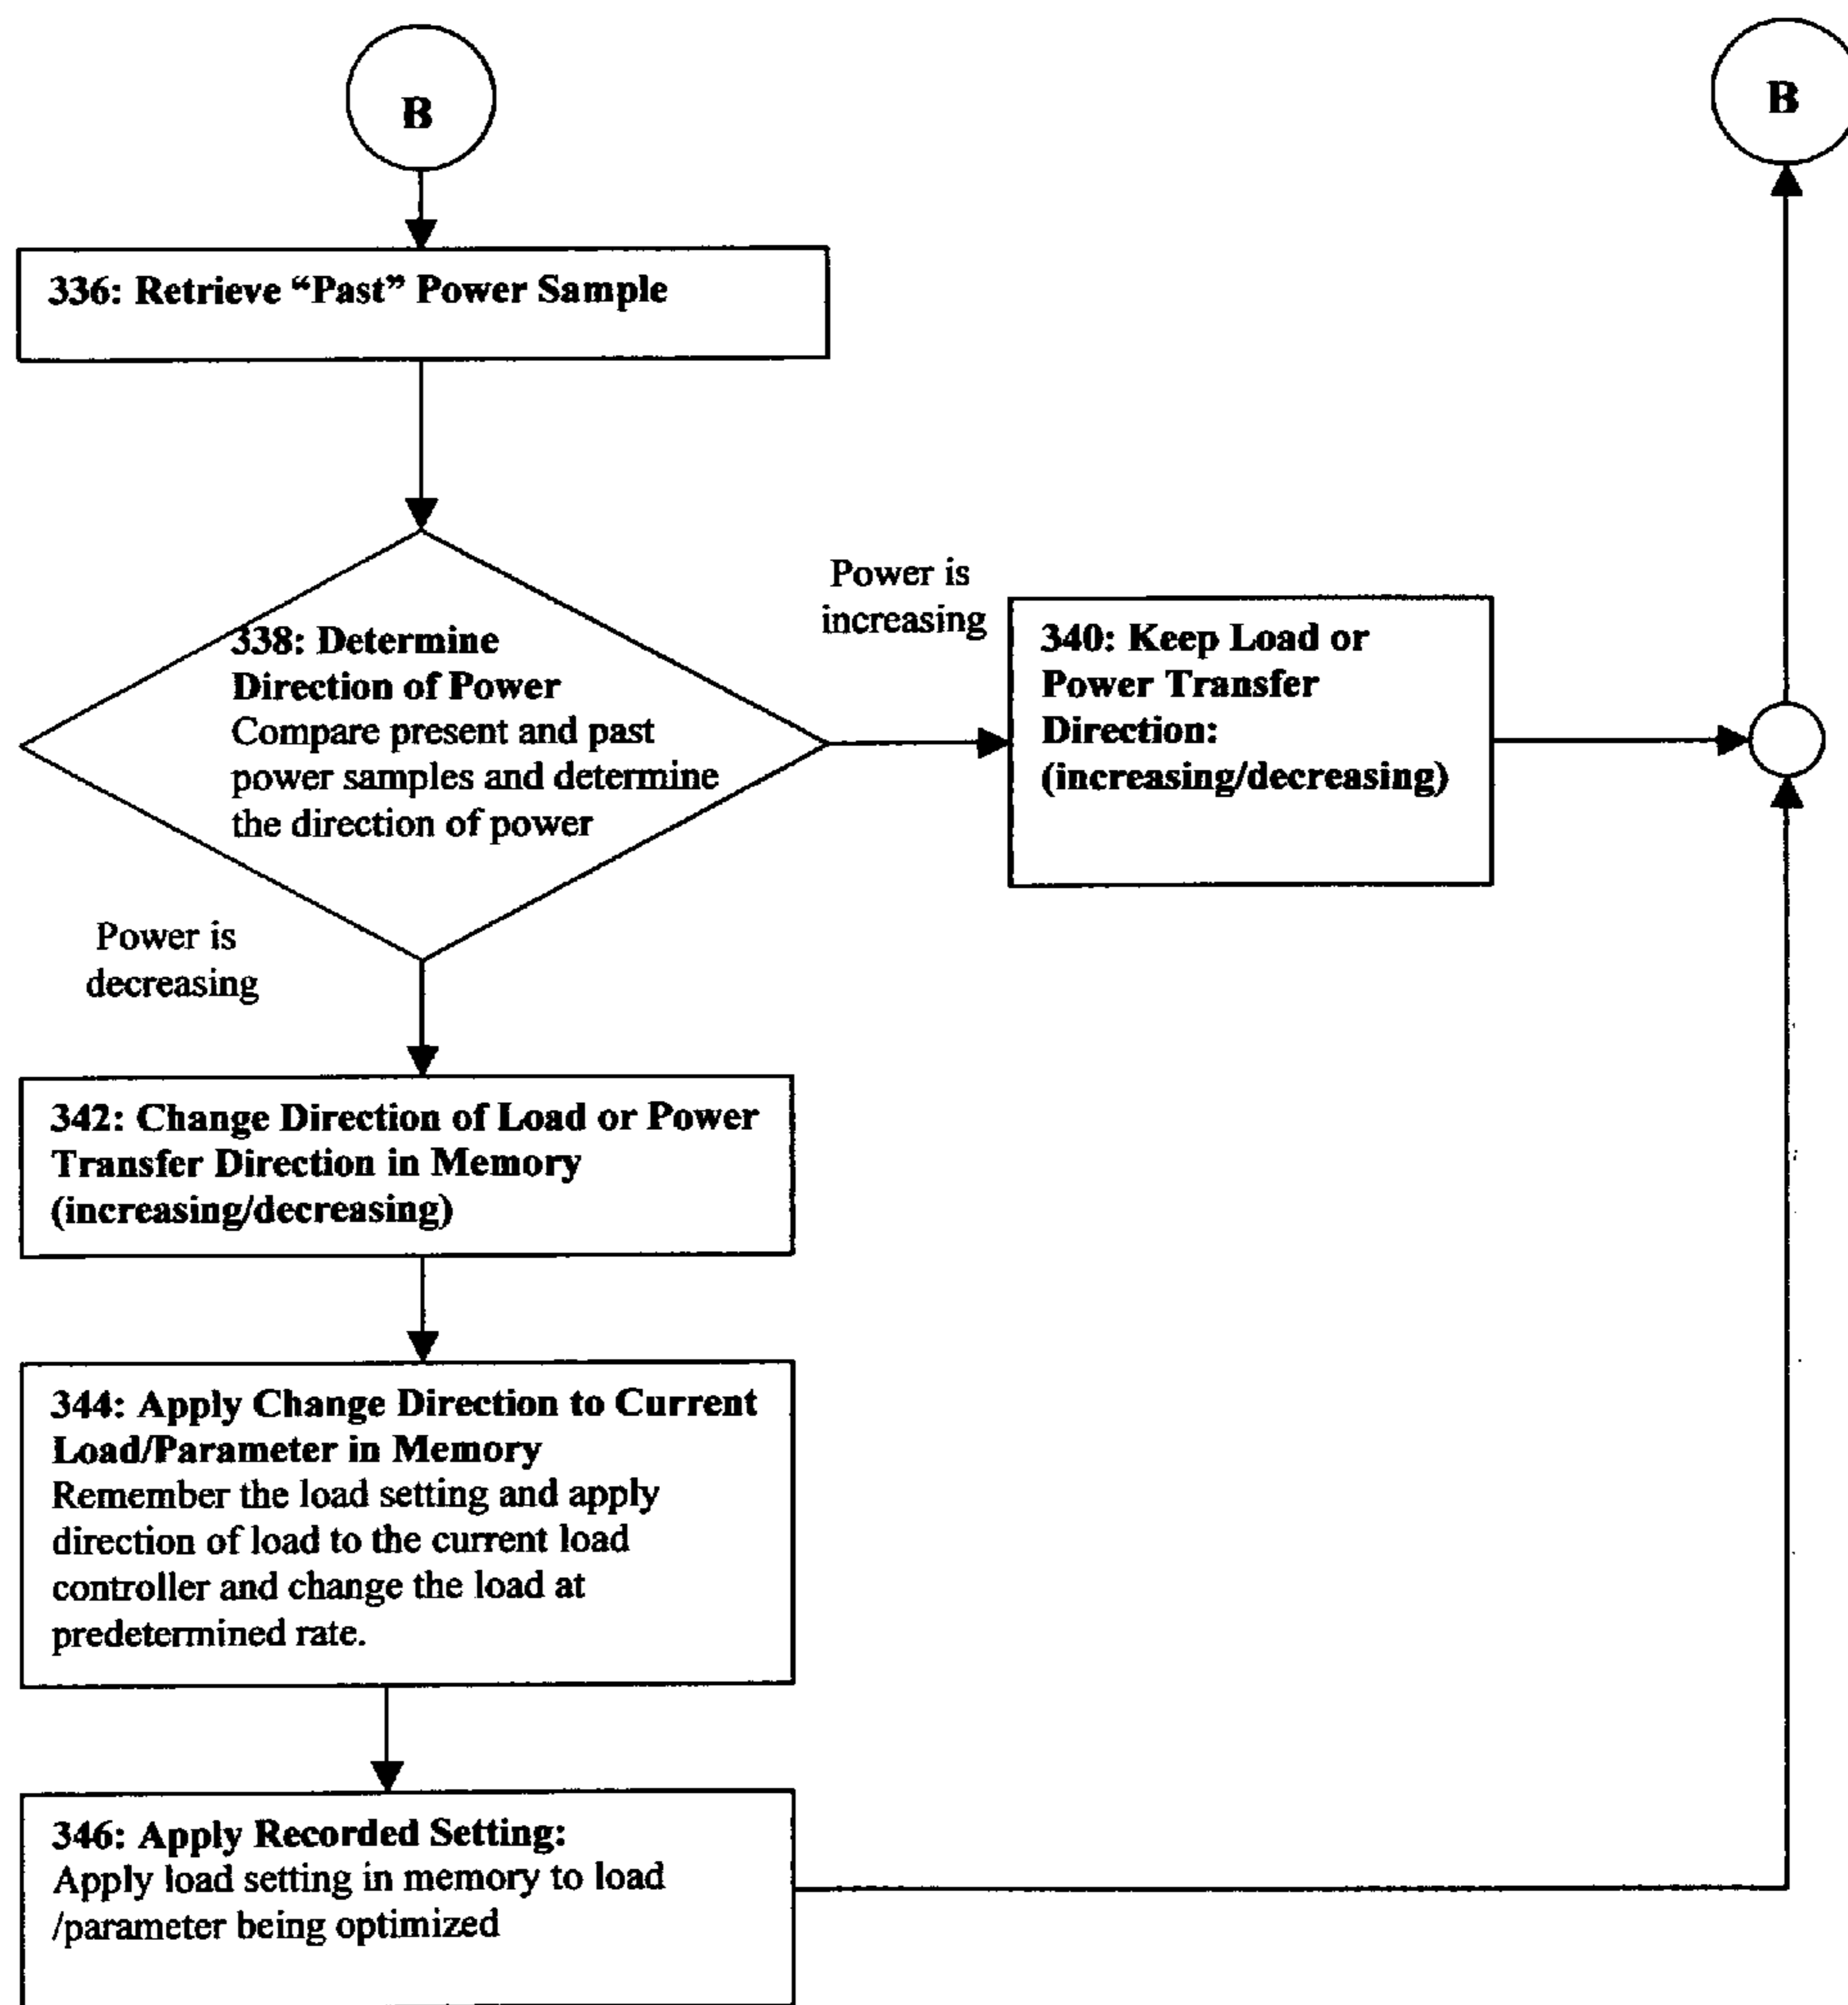 B
B
336: Retrieve “Past” Power Sample
Power is
increasing
338: Determine
Direction of Power
Compare present and past
power samples and determine
the direction of power
340: Keep Load or
Power Transfer
Direction:
(increasing/decreasing)
Power is
decreasing
342: Change Direction of Load or Power
Transfer Direction in Memory
(increasing/decreasing)
344: Apply Change Direction to Current
Load/Parameter in Memory
Remember the load setting and apply
direction of load to the current load
controller and change the load at
predetermined rate.
346: Apply Recorded Setting:
Apply load setting in memory to load
/parameter being optimized